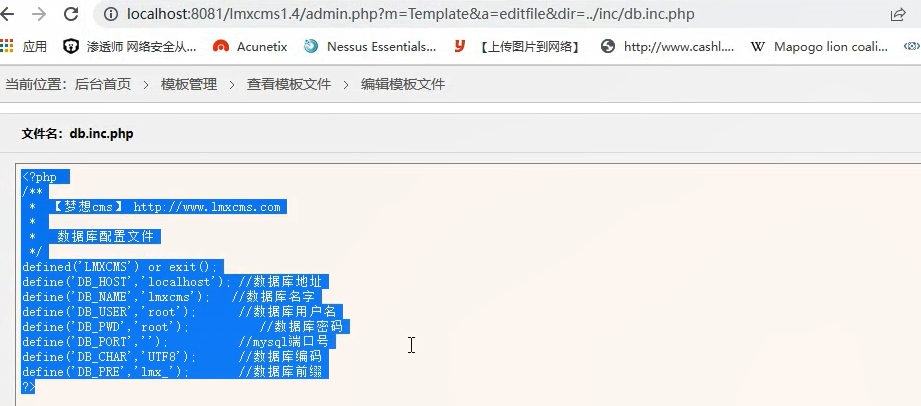 localhost:8081/lmxcms1.4/admin.php?m=Template&a=editfile&dir=../inc/db.inc.php
应用 渗透师 网络安全从... Acunetix Nessus Essentials... 【上传图片到网络】 http://www.cashl.... Mapogo lion coali...
当前位置：后台首页 > 模板管理 > 查看模板文件 > 编辑模板文件
文件名：db.inc.php
<?php
/**
* 【梦想cms】 http://www.lmxcms.com
*
* 数据库配置文件
*/
defined('LMXCMS') or exit();
define('DB_HOST','localhost'); //数据库地址
define('DB_NAME','lmxcms'); //数据库名字
define('DB_USER','root'); //数据库用户名
define('DB_PWD','root'); //数据库密码
define('DB_PORT',''); //mysql端口号
define('DB_CHAR','UTF8'); //数据库编码
define('DB_PRE','lmx_'); //数据库前缀
?>